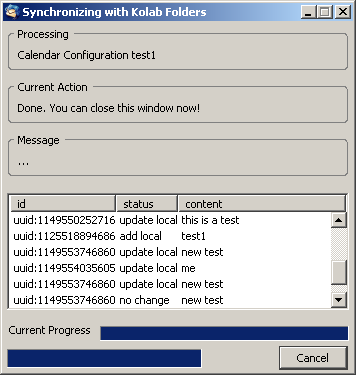 Synchronizing with Kolab Folders
Processing
Calendar Configuration test1
Current Action
Done. You can close this window now!
Message
...
id status content
uuid:1149550252716 update local this is a test
uuid:1125518894686 add local test1
uuid:1149553746860 update local new test
uuid:1149554035605 update local me
uuid:1149553746860 update local new test
uuid:1149553746860 no change new test
Current Progress
Cancel